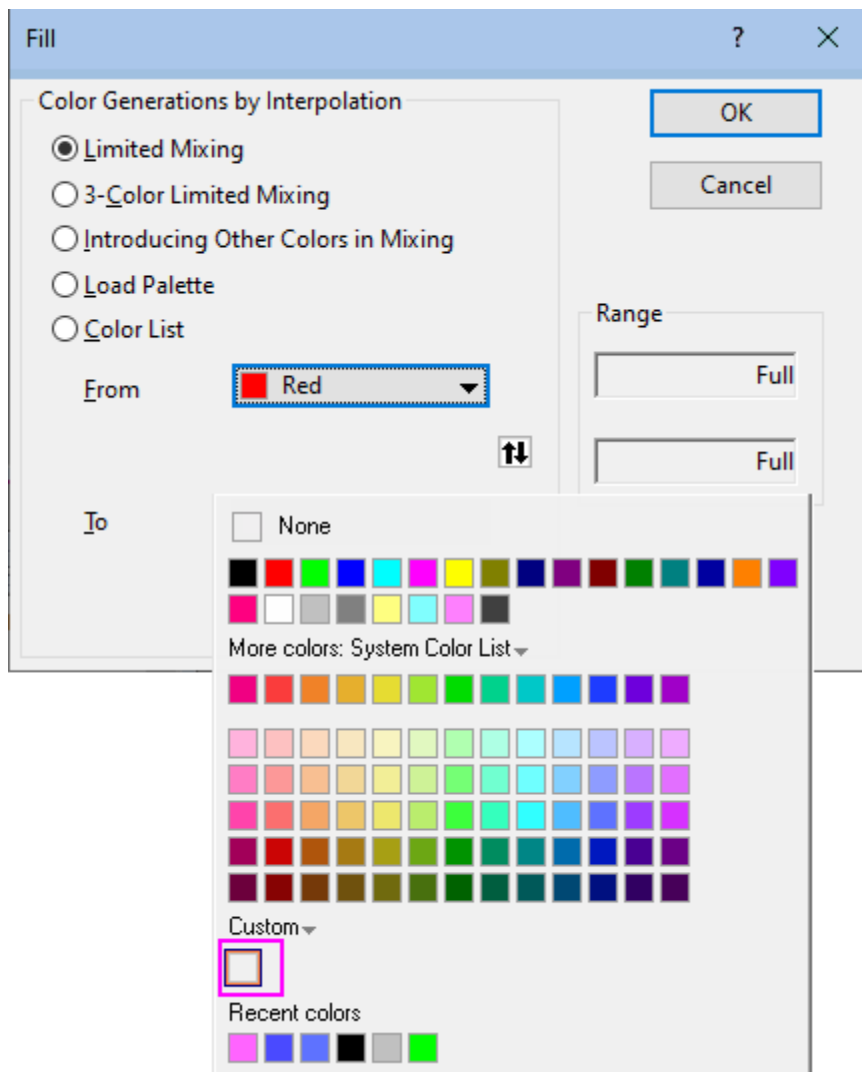 Fill ?
Color Generations by Interpolation
Limited Mixing
3-Color Limited Mixing
Introducing Other Colors in Mixing
Load Palette
Color List
From Red
To
OK
Cancel
Range
Full
Full
None
More colors: System Color List
Custom
Recent colors